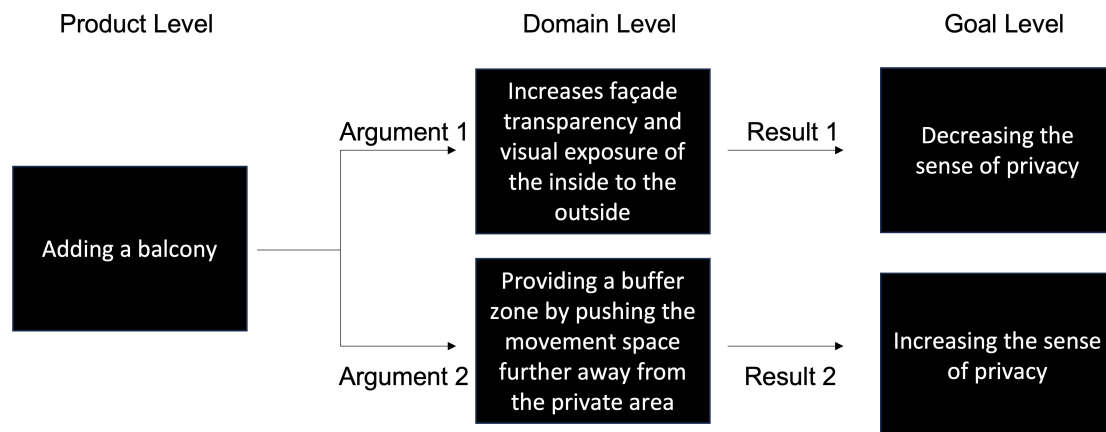 Product Level
Domain Level
Goal Level
Adding a balcony
Argument 1
Increases façade
transparency and
visual exposure of
the inside to the
outside
Result 1
Decreasing the
sense of privacy
Argument 2
Providing a buffer
zone by pushing the
movement space
further away from
the private area
Result 2
Increasing the sense
of privacy